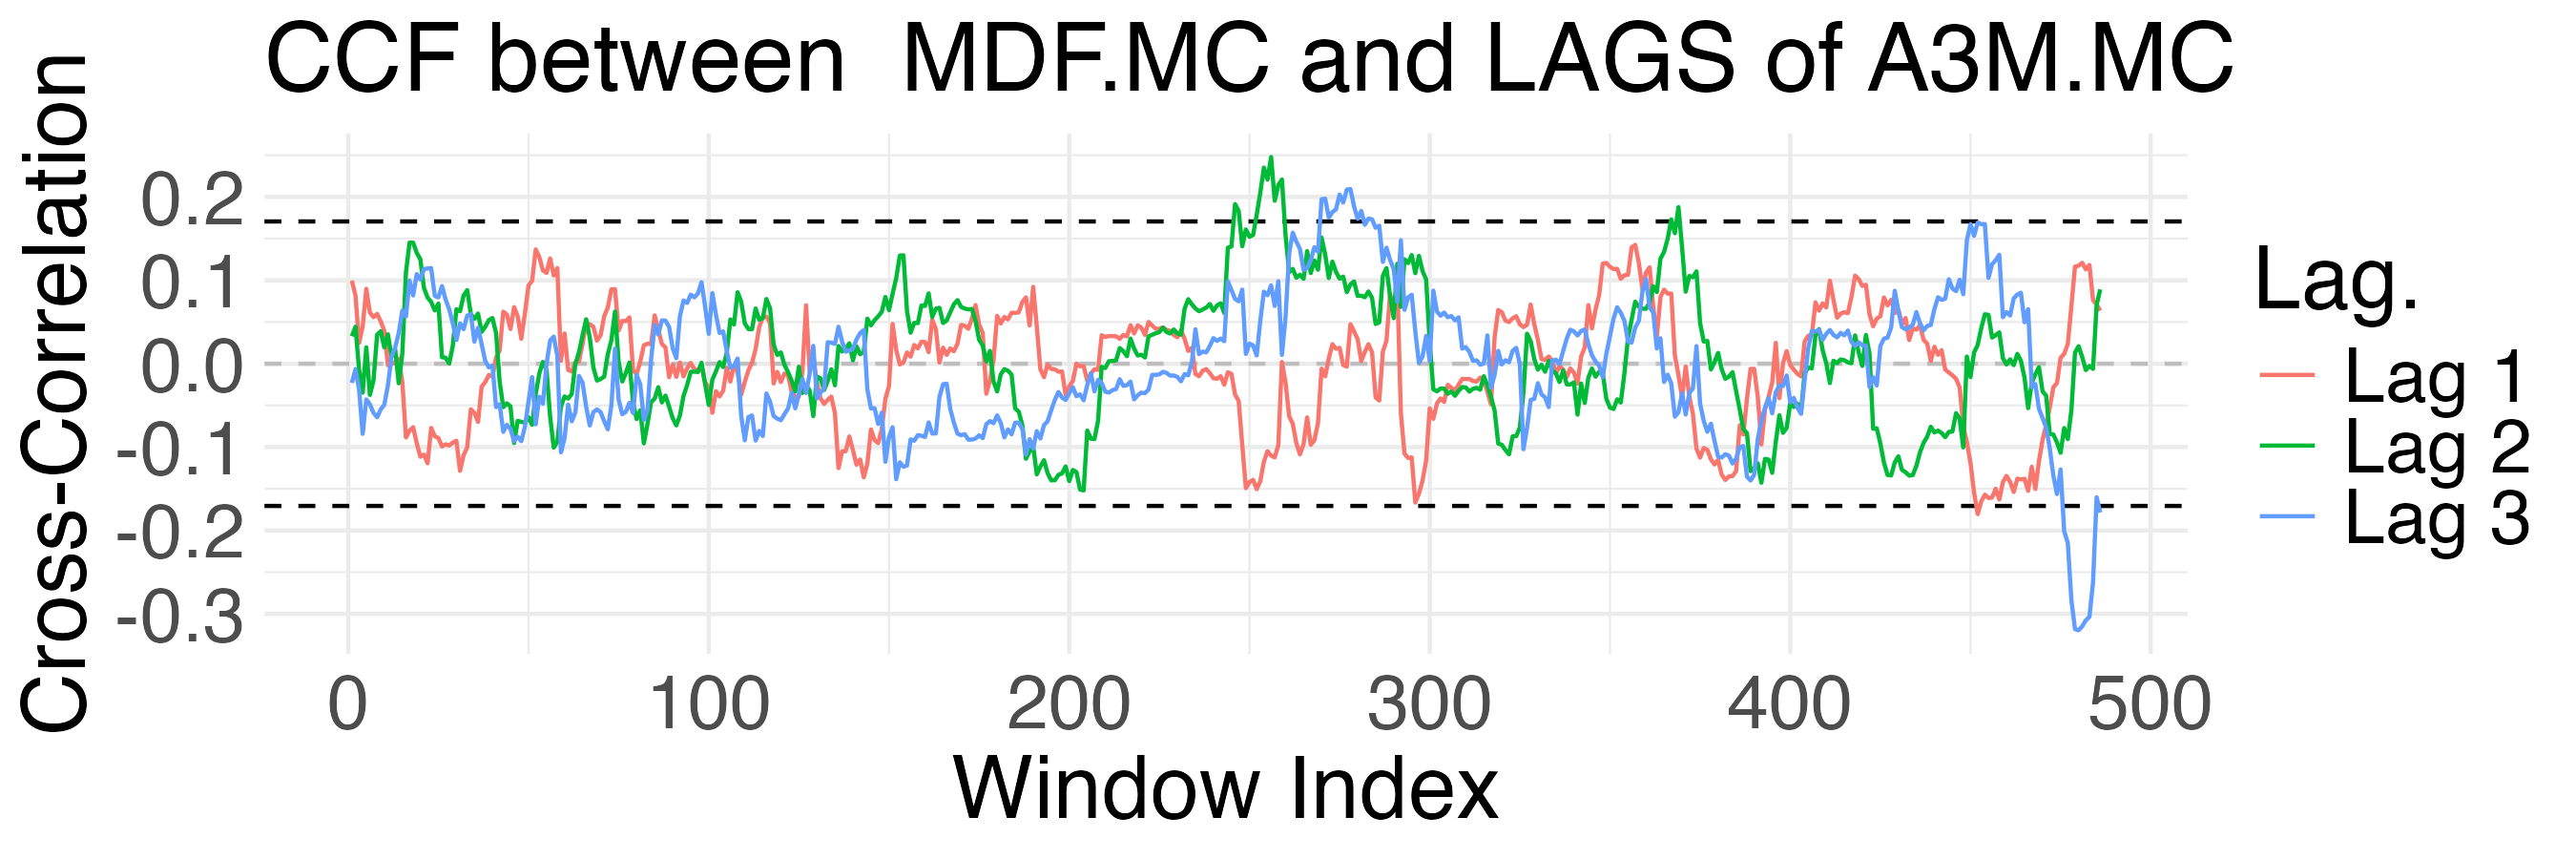 CCF between  MDF.MC and LAGS of A3M.MC
Cross-Correlation
0.2
0.1
0.0
-0.1
-0.2
-0.3
0 100 200 300 400 500
Window Index
Lag.
Lag 1
Lag 2
Lag 3